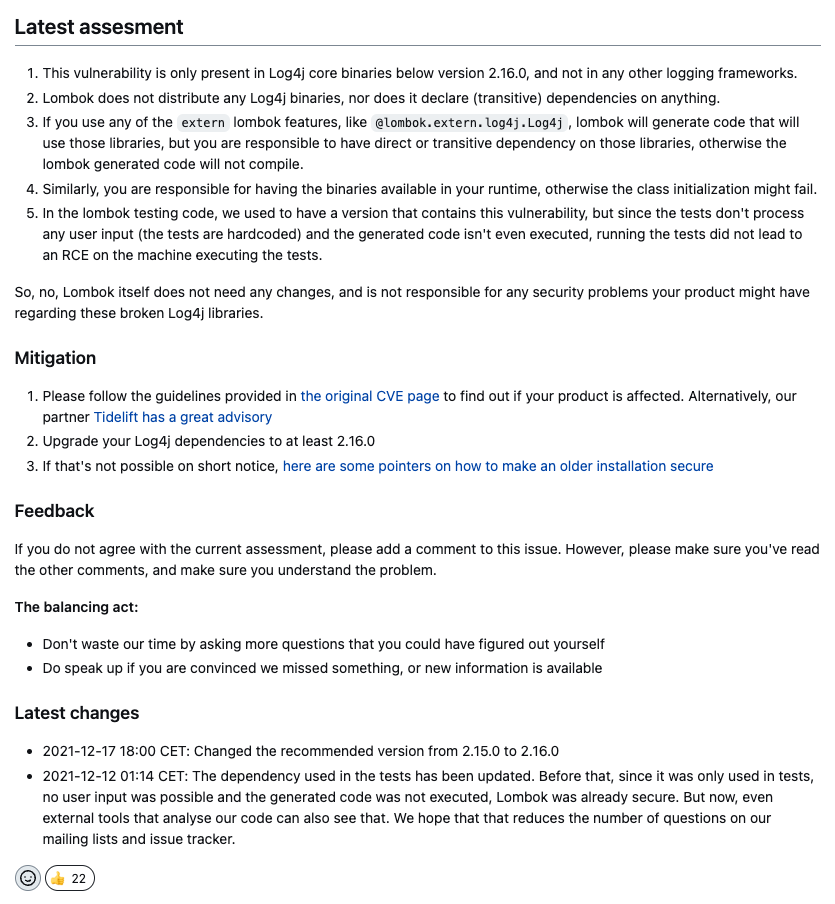 Latest assesment
1. This vulnerability is only present in Log4j core binaries below version 2.16.0, and not in any other logging frameworks.
2. Lombok does not distribute any Log4j binaries, nor does it declare (transitive) dependencies on anything.
3. If you use any of the extern lombok features, like @lombok.extern.log4j.Log4j , lombok will generate code that will
use those libraries, but you are responsible to have direct or transitive dependency on those libraries, otherwise the
lombok generated code will not compile.
4. Similarly, you are responsible for having the binaries available in your runtime, otherwise the class initialization might fail.
5. In the lombok testing code, we used to have a version that contains this vulnerability, but since the tests don't process
any user input (the tests are hardcoded) and the generated code isn't even executed, running the tests did not lead to
an RCE on the machine executing the tests.
So, no, Lombok itself does not need any changes, and is not responsible for any security problems your product might have
regarding these broken Log4j libraries.
Mitigation
1. Please follow the guidelines provided in the original CVE page to find out if your product is affected. Alternatively, our
partner Tidelift has a great advisory
2. Upgrade your Log4j dependencies to at least 2.16.0
3. If that's not possible on short notice, here are some pointers on how to make an older installation secure
Feedback
If you do not agree with the current assessment, please add a comment to this issue. However, please make sure you've read
the other comments, and make sure you understand the problem.
The balancing act:
• Don't waste our time by asking more questions that you could have figured out yourself
• Do speak up if you are convinced we missed something, or new information is available
Latest changes
• 2021-12-17 18:00 CET: Changed the recommended version from 2.15.0 to 2.16.0
• 2021-12-12 01:14 CET: The dependency used in the tests has been updated. Before that, since it was only used in tests,
no user input was possible and the generated code was not executed, Lombok was already secure. But now, even
external tools that analyse our code can also see that. We hope that that reduces the number of questions on our
mailing lists and issue tracker.
👍 22